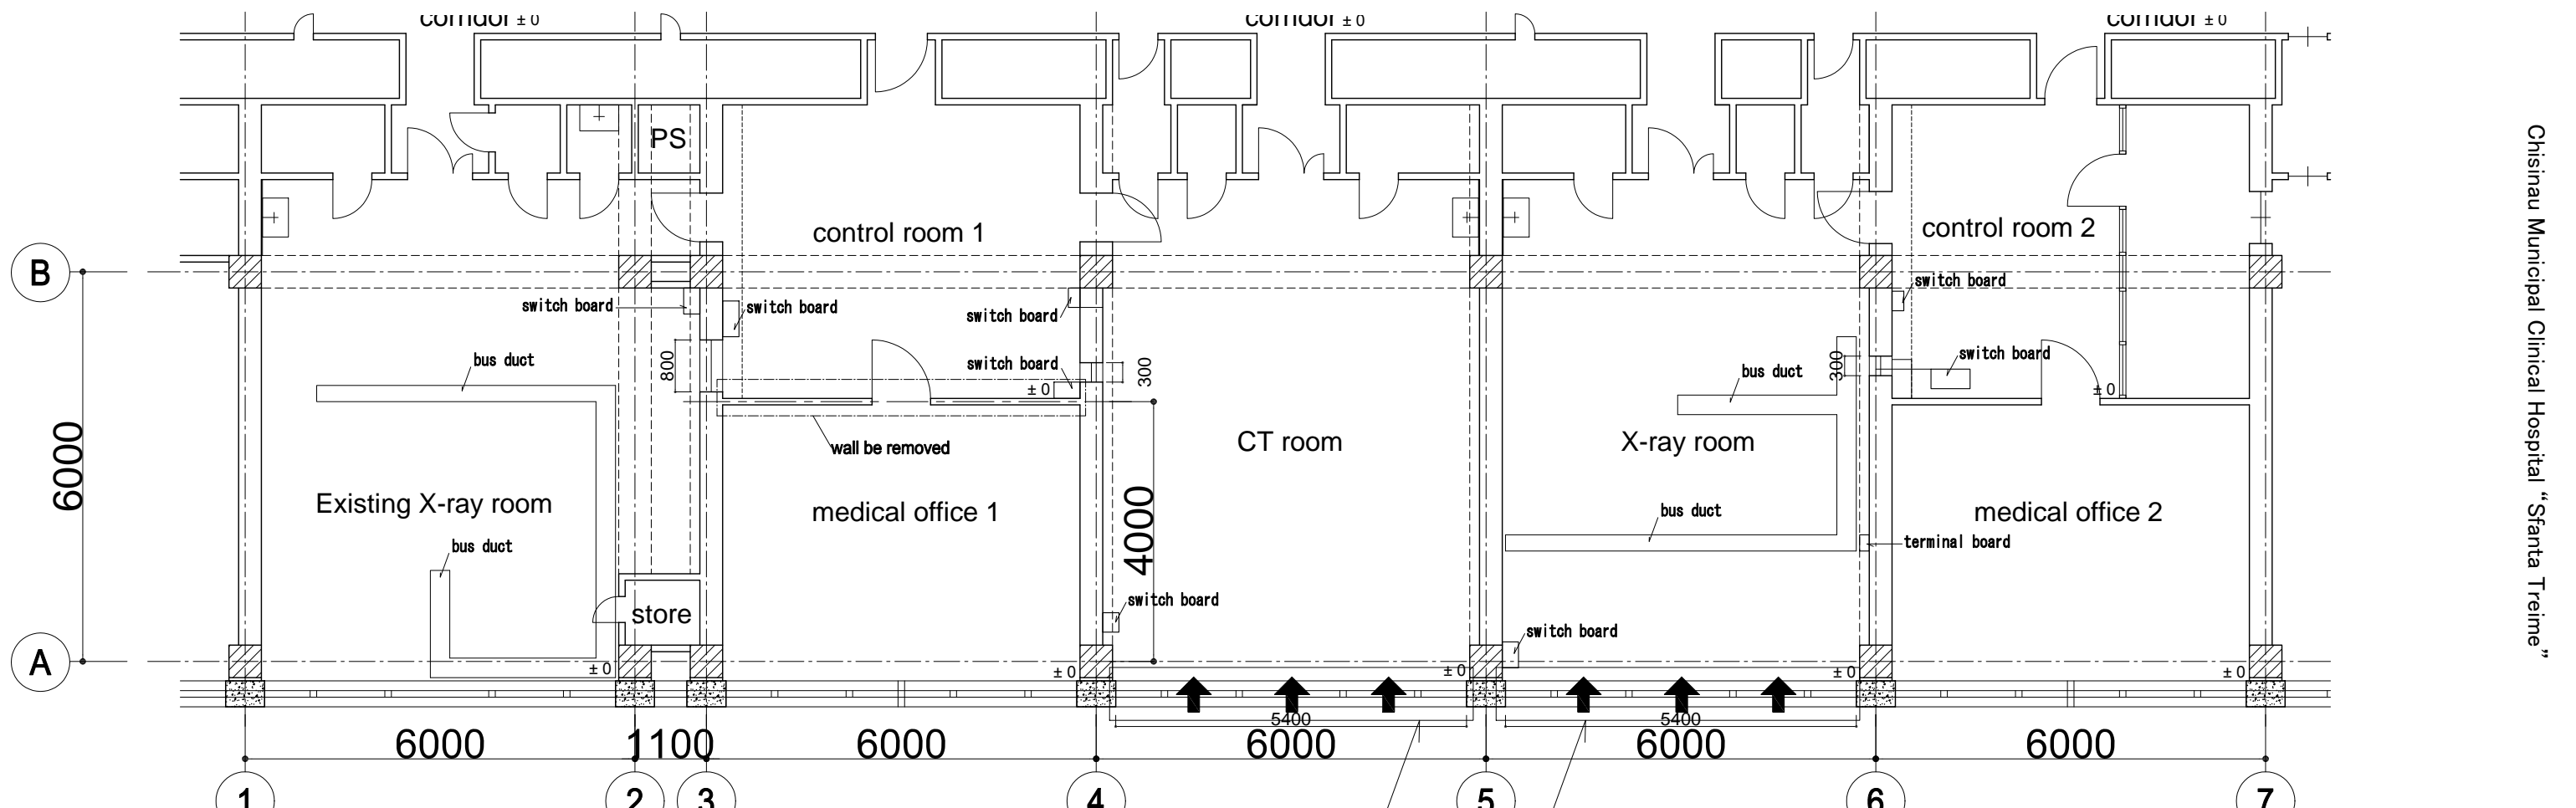 corridor ±0
corridor ±0
corridor ±0
PS
control room 1
control room 2
B
switch board
switch board
switch board
switch board
bus duct
800
switch board
300
±0
bus duct
300
switch board
±0
6000
wall be removed
CT room
X-ray room
Existing X-ray room
medical office 1
4000
bus duct
medical office 2
bus duct
terminal board
store
switch board
switch board
A
±0
±0
±0
±0
±0
5400
5400
6000
1100
6000
6000
6000
6000
1
2
3
4
5
6
7
Chisinau Municipal Clinical Hospital “Sfanta Treime”